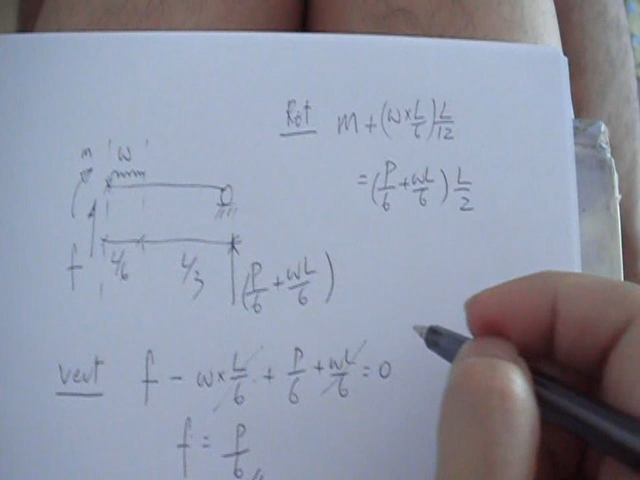 Rot m + (w×L/6) L/12
= (P/6 + wL/6) L/2
m w
f L/6 L/3 (P/6 + wL/6)
Vert f - w×L/6 + P/6 + wL/6 = 0
f = P/6